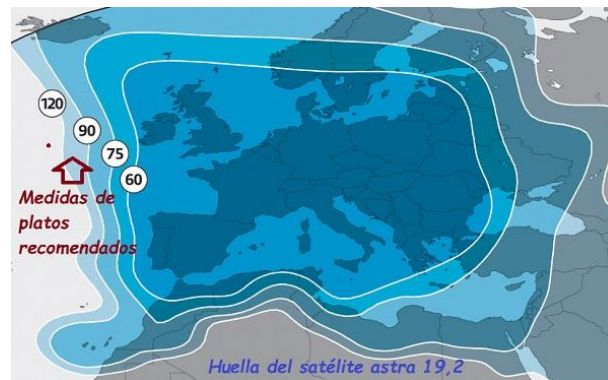 120
90
75
60
Medidas de
platos
recomendados
Huella del satélite astra 19,2